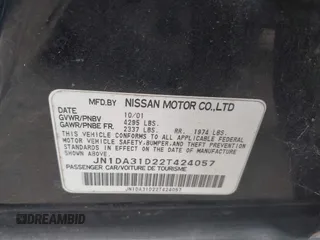 MFD.BY NISSAN MOTOR CO.,LTD
DATE 10/01
GVWR/PNBV 4295 LBS.
GAWR/PNBE FR. 2337 LBS. RR. 1974 LBS.
THIS VEHICLE CONFORMS TO ALL APPLICABLE FEDERAL
MOTOR VEHICLE SAFETY, BUMPER, AND THEFT PREVENTION
STANDARDS IN EFFECT ON THE DATE OF MANUFACTURE
SHOWN ABOVE.
JN1DA31D22T424057
PASSENGER CAR/VOITURE DE TOURISME
JN1DA31D22T424057
DREAMBID